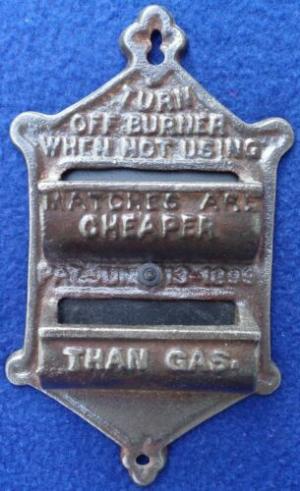 TURN
OFF BURNER
WHEN NOT USING
MATCHES ARE
CHEAPER
THAN GAS.